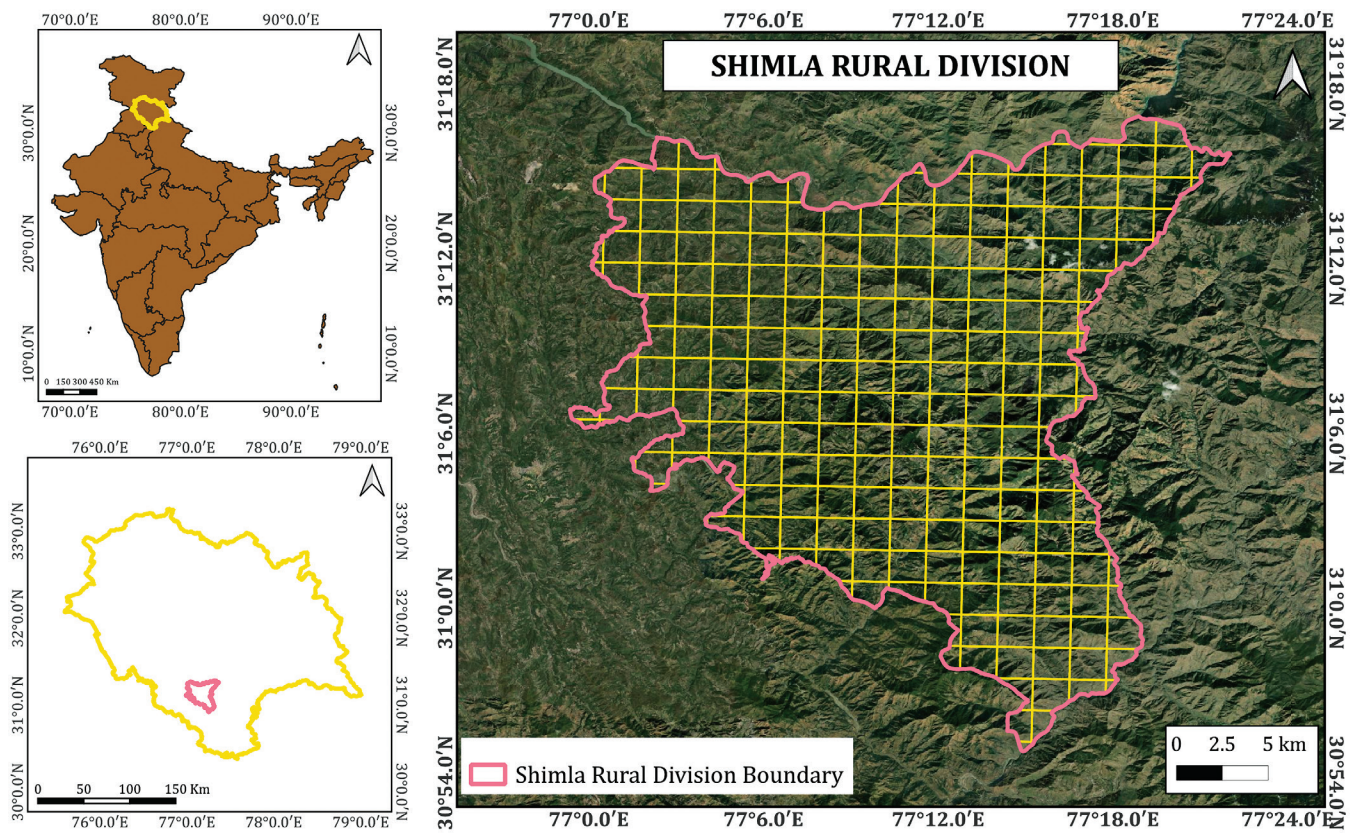 70°0.0′E 80°0.0′E 90°0.0′E
30°0.0′N
20°0.0′N
10°0.0′N
30°0.0′N
20°0.0′N
10°0.0′N
0 150 300 450 Km
70°0.0′E 80°0.0′E 90°0.0′E
76°0.0′E 77°0.0′E 78°0.0′E 79°0.0′E
33°0.0′N
32°0.0′N
31°0.0′N
30°0.0′N
33°0.0′N
32°0.0′N
31°0.0′N
30°0.0′N
0 50 100 150 Km
76°0.0′E 77°0.0′E 78°0.0′E 79°0.0′E
77°0.0′E 77°6.0′E 77°12.0′E 77°18.0′E 77°24.0′E
SHIMLA RURAL DIVISION
31°18.0′N
31°12.0′N
31°6.0′N
31°0.0′N
30°54.0′N
31°18.0′N
31°12.0′N
31°6.0′N
31°0.0′N
30°54.0′N
Shimla Rural Division Boundary
0 2.5 5 km
77°0.0′E 77°6.0′E 77°12.0′E 77°18.0′E 77°24.0′E